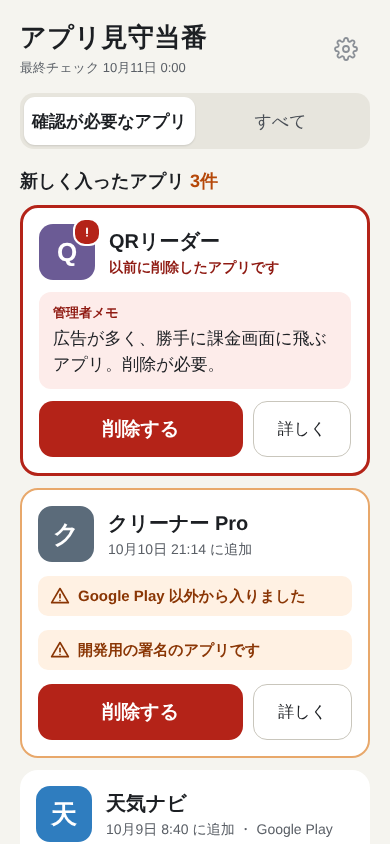 アプリ見守当番
最終チェック 10月11日 0:00
確認が必要なアプリ
すべて
新しく入ったアプリ 3件
Q
!
QRリーダー
以前に削除したアプリです
管理者メモ
広告が多く、勝手に課金画面に飛ぶ
アプリ。削除が必要。
削除する
詳しく
ク
クリーナー Pro
10月10日 21:14 に追加
Google Play 以外から入りました
開発用の署名のアプリです
削除する
詳しく
天
天気ナビ
10月9日 8:40 に追加 ・ Google Play